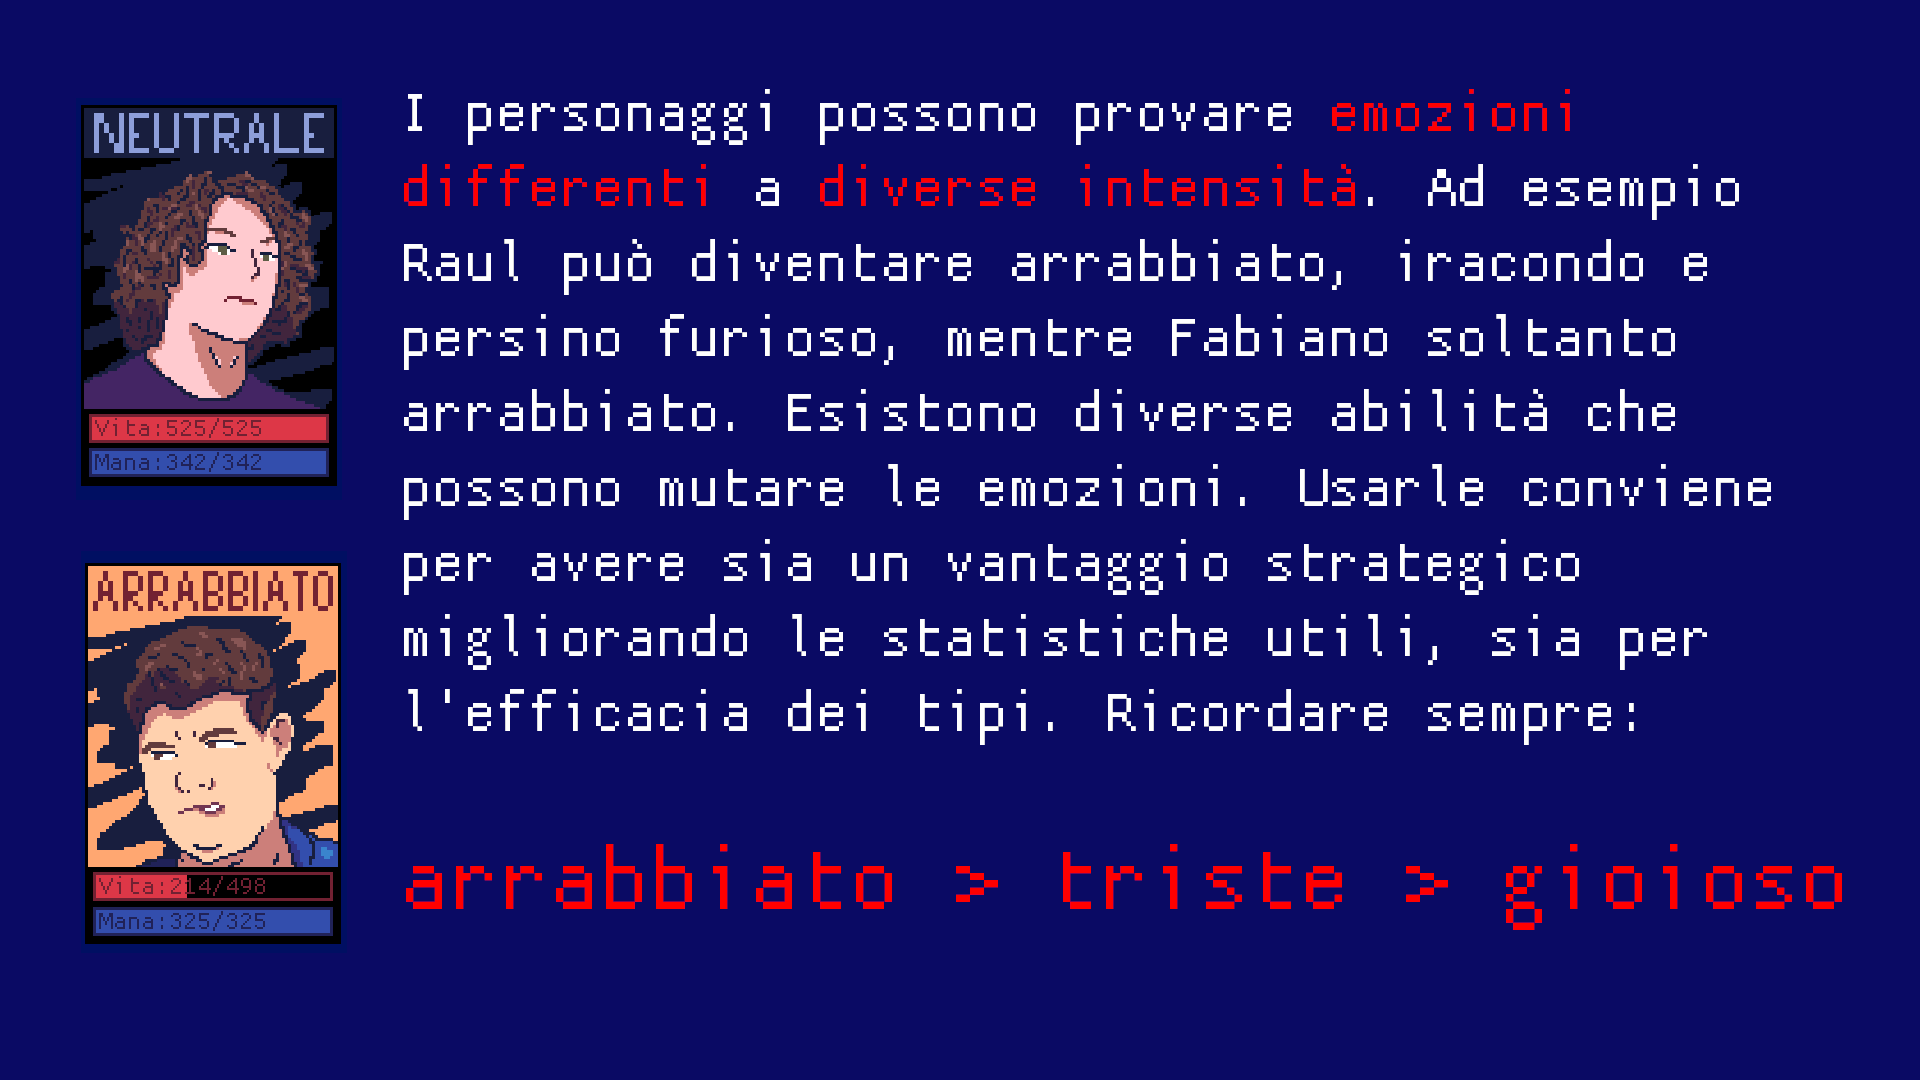 NEUTRALE
Vita:525/525
Mana:342/342
ARRABBIATO
Vita:214/498
Mana:325/325
I personaggi possono provare emozioni
differenti a diverse intensità. Ad esempio
Raul può diventare arrabbiato, iracondo e
persino furioso, mentre Fabiano soltanto
arrabbiato. Esistono diverse abilità che
possono mutare le emozioni. Usarle conviene
per avere sia un vantaggio strategico
migliorando le statistiche utili, sia per
l'efficacia dei tipi. Ricordare sempre:
arrabbiato > triste > gioioso